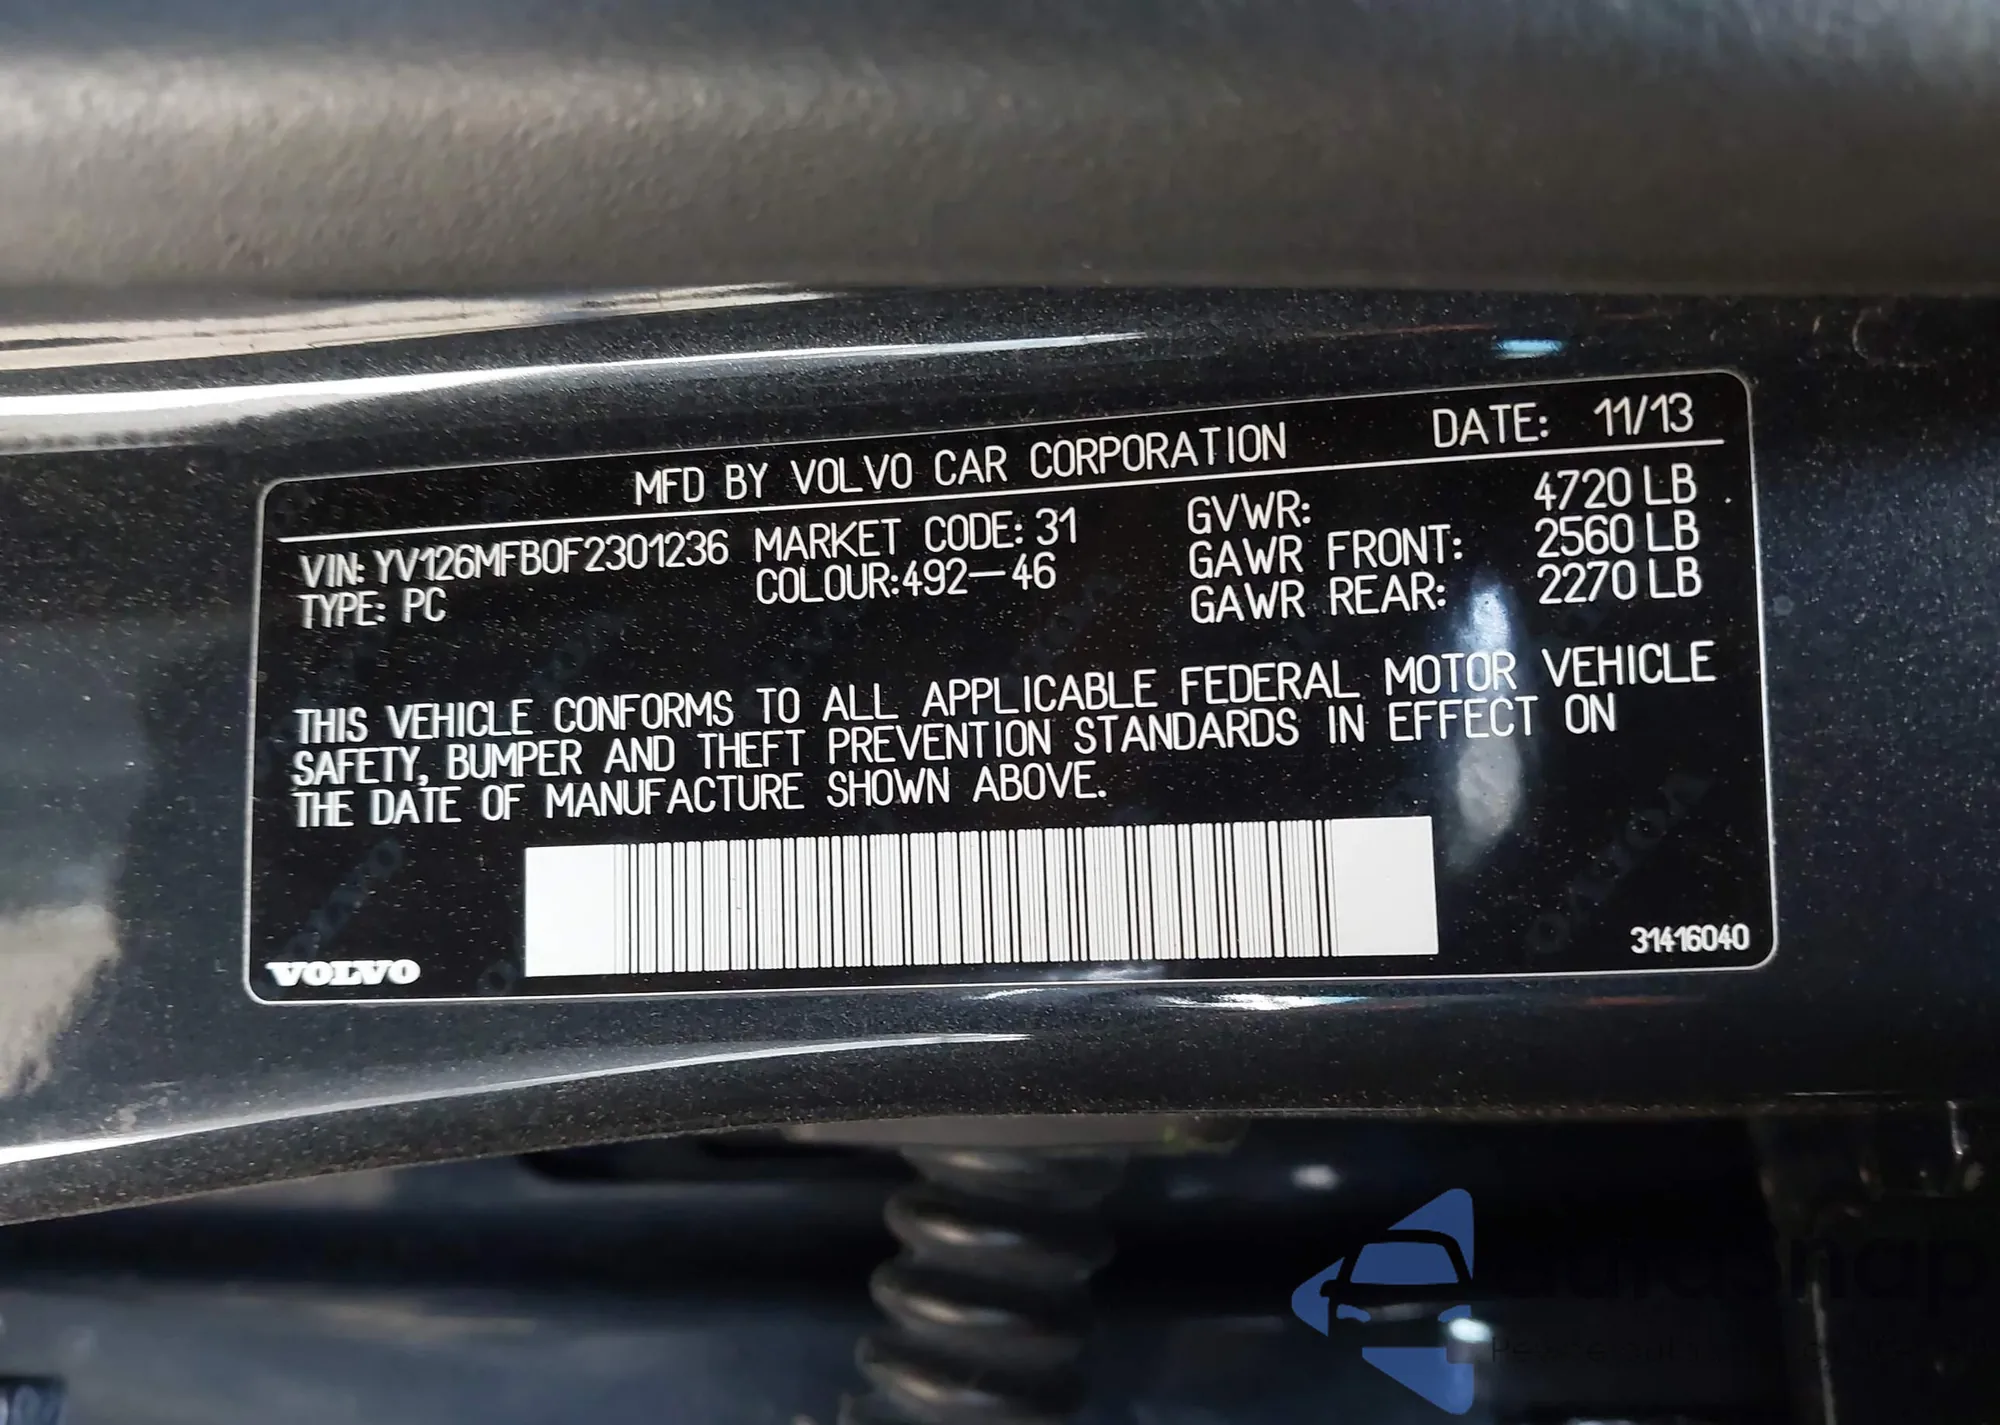 MFD BY VOLVO CAR CORPORATION DATE: 11/13
VIN: YV126MFB0F2301236 MARKET CODE: 31 GVWR: 4720 LB
TYPE: PC COLOUR:492-46 GAWR FRONT: 2560 LB
GAWR REAR: 2270 LB
THIS VEHICLE CONFORMS TO ALL APPLICABLE FEDERAL MOTOR VEHICLE
SAFETY, BUMPER AND THEFT PREVENTION STANDARDS IN EFFECT ON
THE DATE OF MANUFACTURE SHOWN ABOVE.
VOLVO
31416040